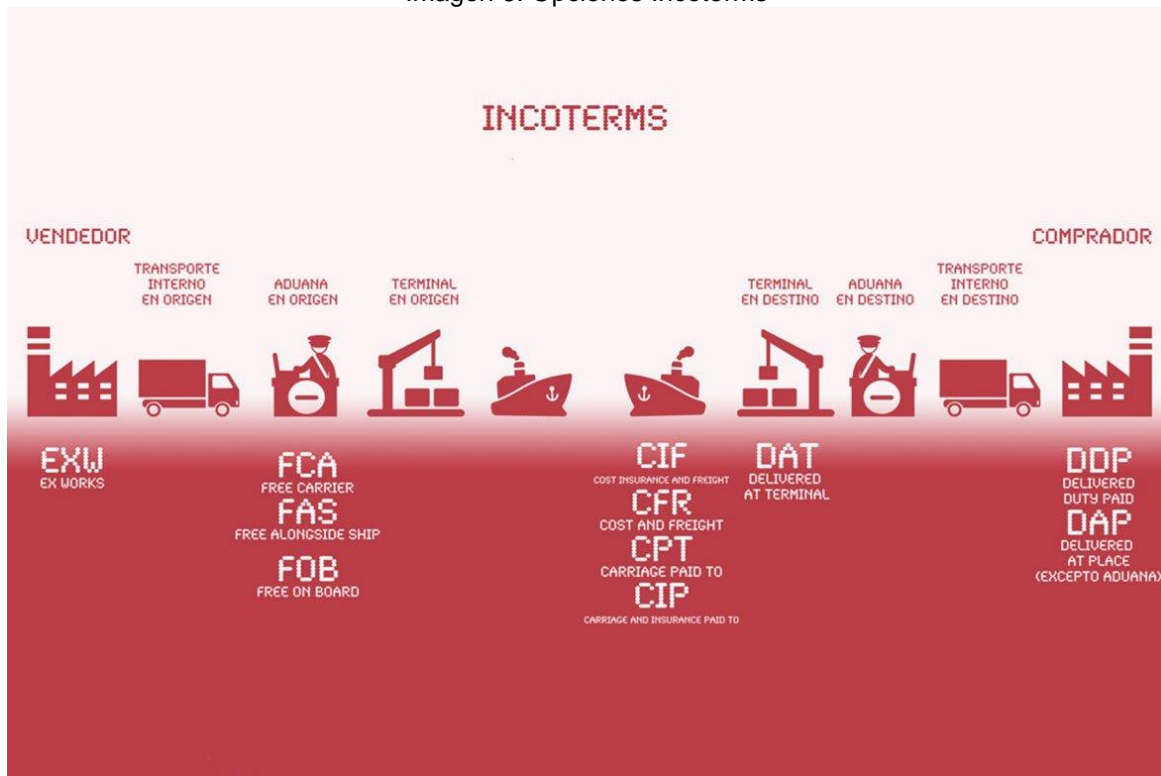 Imagen 6. Opciones Incoterms
INCOTERMS
VENDEDOR
COMPRADOR
TRANSPORTE
INTERNO
EN ORIGEN
ADUANA
EN ORIGEN
TERMINAL
EN ORIGEN
TERMINAL
EN DESTINO
ADUANA
EN DESTINO
TRANSPORTE
INTERNO
EN DESTINO
EXW
EX WORKS
FCA
FREE CARRIER
FAS
FREE ALONGSIDE SHIP
FOB
FREE ON BOARD
CIF
COST INSURANCE AND FREIGHT
CFR
COST AND FREIGHT
CPT
CARRIAGE PAID TO
CIP
CARRIAGE AND INSURANCE PAID TO
DAT
DELIVERED
AT TERMINAL
DDP
DELIVERED
DUTY PAID
DAP
DELIVERED
AT PLACE
(EXCEPTO ADUANA)